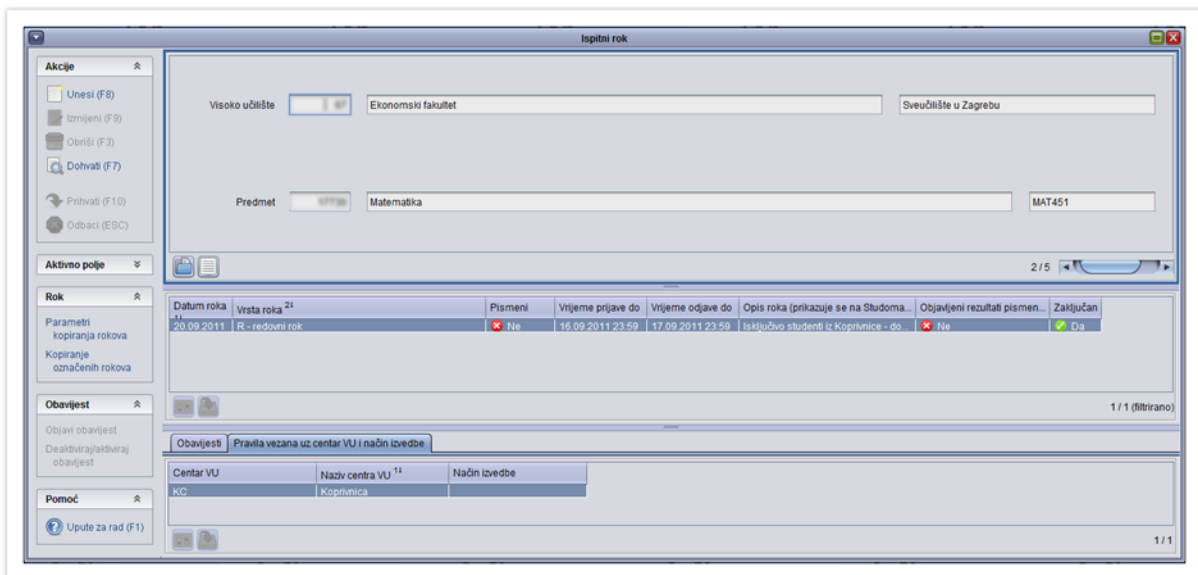 Ispitni rok
Akcije
Unesi (F8)
Izmijeni (F9)
Obriši (F3)
Dohvati (F7)
Prihvati (F10)
Odbaci (ESC)
Aktivno polje
Rok
Parametri
kopiranja rokova
Kopiranje
označenih rokova
Obavijest
Objavi obavijest
Deaktiviraj/aktiviraj
obavijest
Pomoć
Upute za rad (F1)
Visoko učilište Ekonomski fakultet Sveučilište u Zagrebu
Predmet Matematika MAT451
2 / 5
Datum roka Vrsta roka 2↓ Pismeni Vrijeme prijave do Vrijeme odjave do Opis roka (prikazuje se na Studoma... Objavljeni rezultati pismen... Zaključan
20.09.2011 R - redovni rok Ne 16.09.2011 23:59 17.09.2011 23:59 Isključivo studenti iz Koprivnice - do... Ne Da
1 / 1 (filtrirano)
Obavijesti Pravila vezana uz centar VU i način izvedbe
Centar VU Naziv centra VU 1↓ Način izvedbe
KC Koprivnica
1 / 1